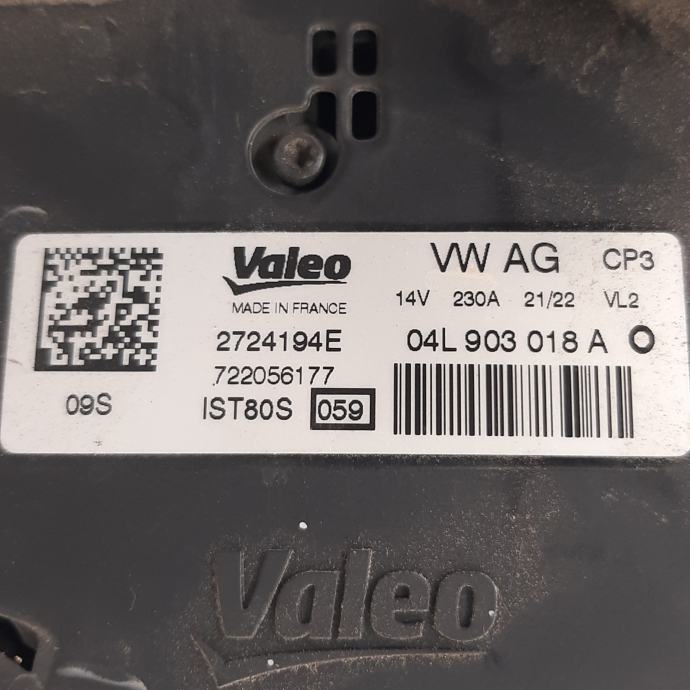 Valeo
MADE IN FRANCE
VW AG CP3
14V 230A 21/22 VL2
2724194E
04L 903 018 A O
722056177
09S
IST80S 059
Valeo